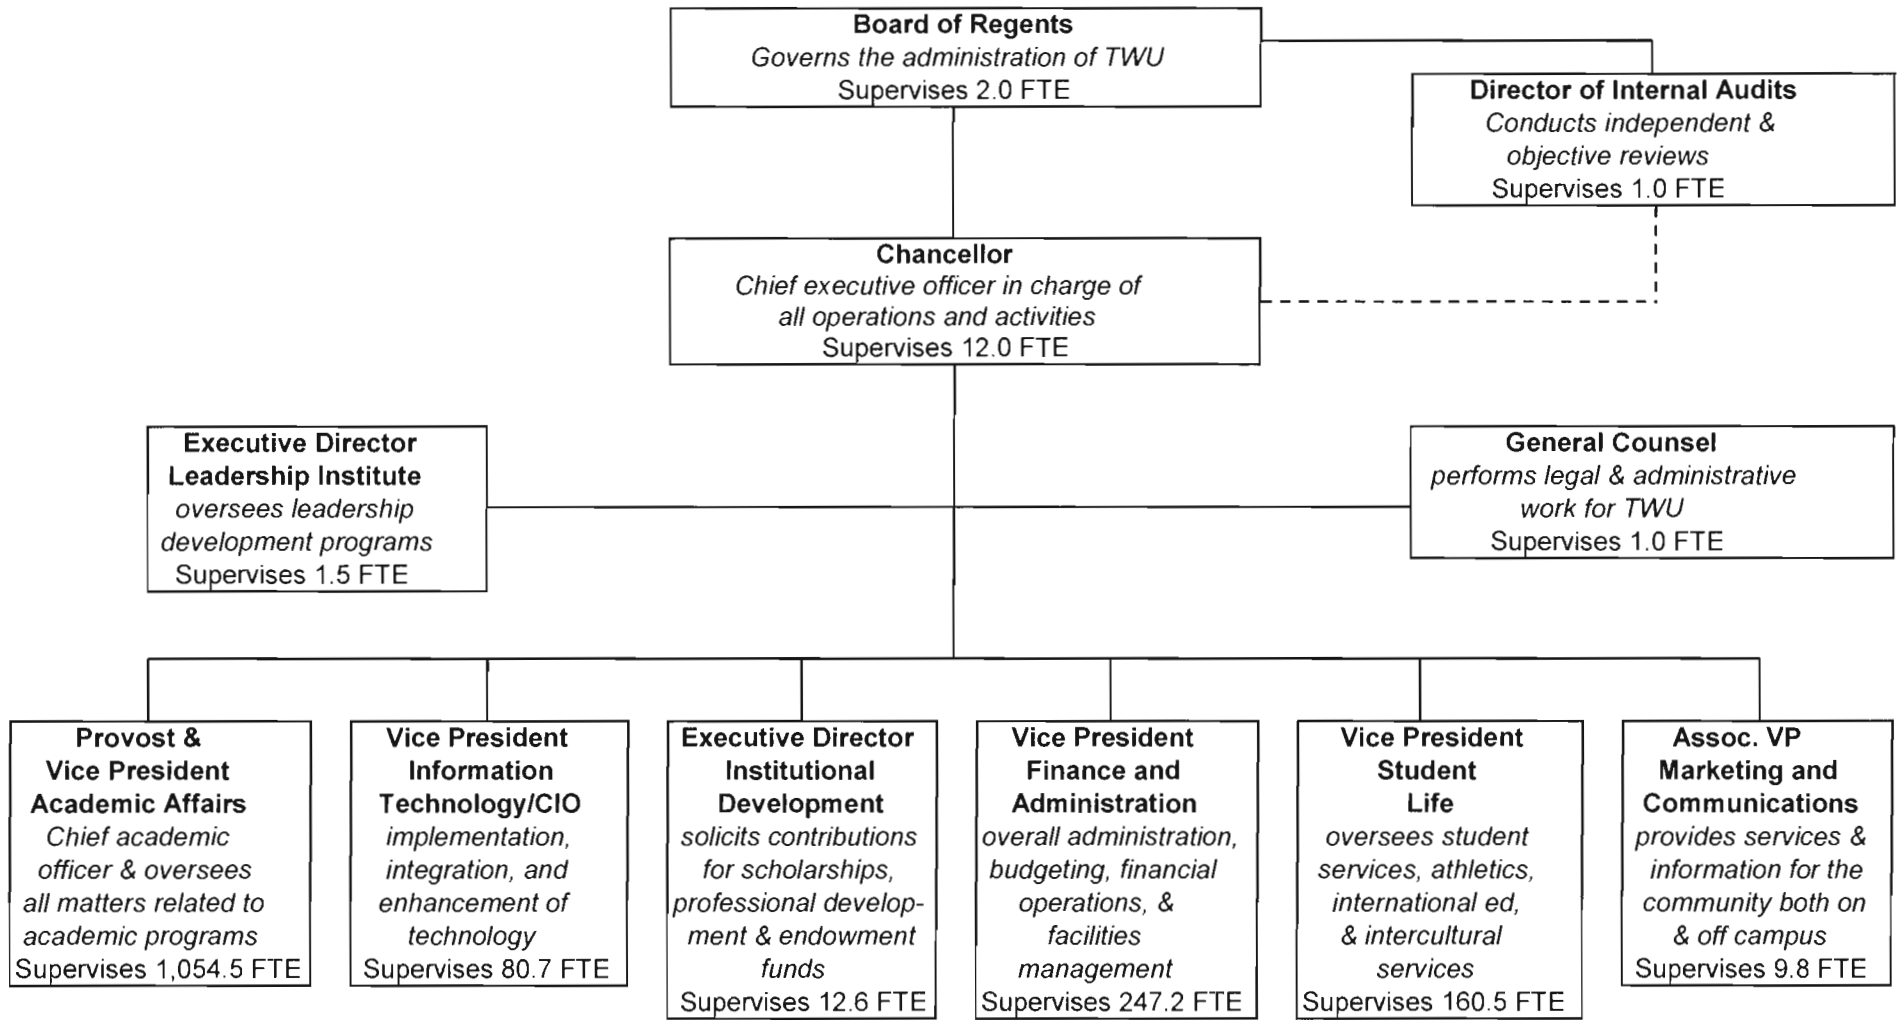 Board of Regents
Governs the administration of TWU
Supervises 2.0 FTE
Director of Internal Audits
Conducts independent &
objective reviews
Supervises 1.0 FTE
Chancellor
Chief executive officer in charge of
all operations and activities
Supervises 12.0 FTE
Executive Director
Leadership Institute
oversees leadership
development programs
Supervises 1.5 FTE
General Counsel
performs legal & administrative
work for TWU
Supervises 1.0 FTE
Provost &
Vice President
Academic Affairs
Chief academic
officer & oversees
all matters related to
academic programs
Supervises 1,054.5 FTE
Vice President
Information
Technology/CIO
implementation,
integration, and
enhancement of
technology
Supervises 80.7 FTE
Executive Director
Institutional
Development
solicits contributions
for scholarships,
professional develop-
ment & endowment
funds
Supervises 12.6 FTE
Vice President
Finance and
Administration
overall administration,
budgeting, financial
operations, &
facilities
management
Supervises 247.2 FTE
Vice President
Student
Life
oversees student
services, athletics,
international ed,
& intercultural
services
Supervises 160.5 FTE
Assoc. VP
Marketing and
Communications
provides services &
information for the
community both on
& off campus
Supervises 9.8 FTE